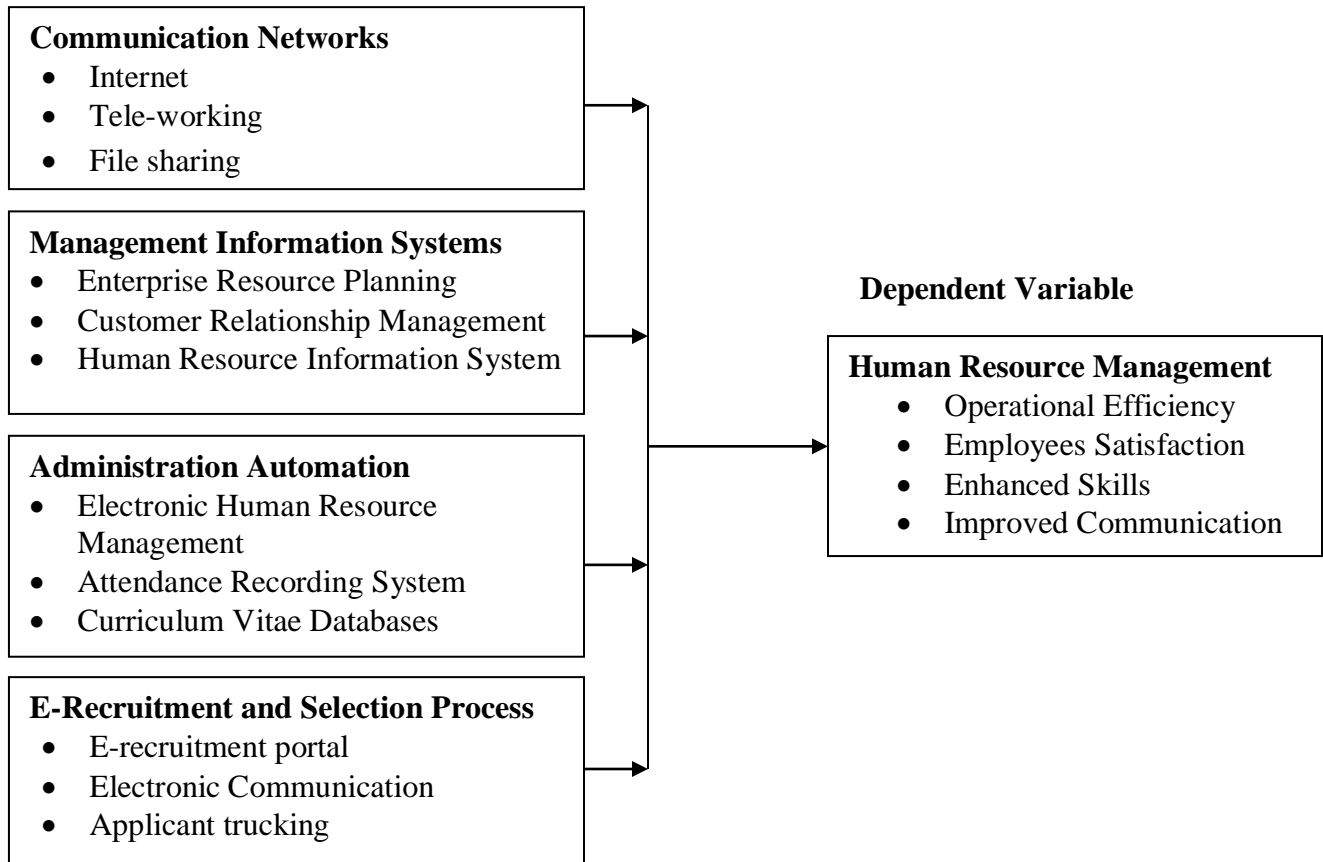 Communication Networks
• Internet
• Tele-working
• File sharing
Management Information Systems
• Enterprise Resource Planning
• Customer Relationship Management
• Human Resource Information System
Administration Automation
• Electronic Human Resource
Management
• Attendance Recording System
• Curriculum Vitae Databases
E-Recruitment and Selection Process
• E-recruitment portal
• Electronic Communication
• Applicant trucking
Dependent Variable
Human Resource Management
• Operational Efficiency
• Employees Satisfaction
• Enhanced Skills
• Improved Communication